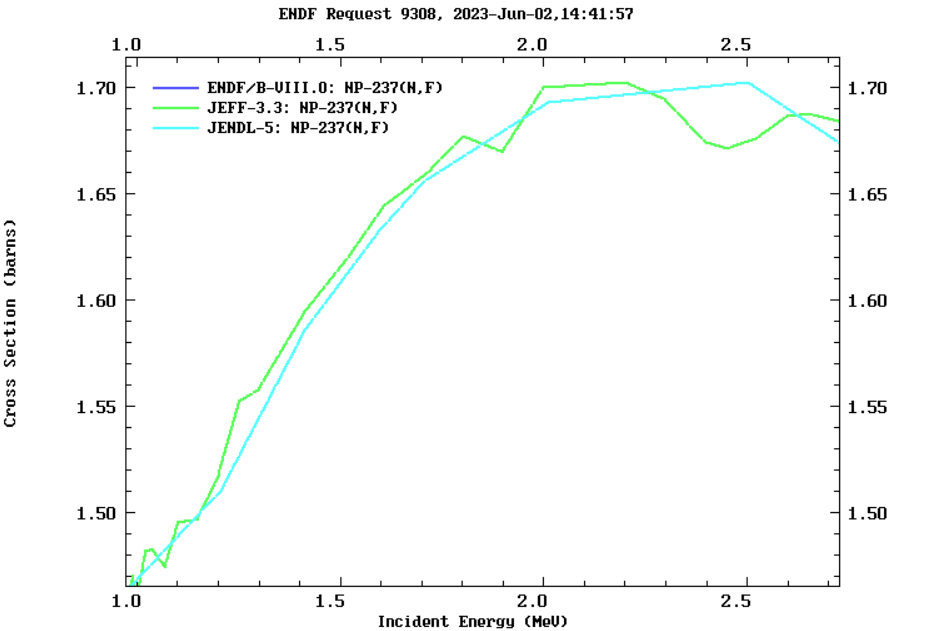 ENDF Request 9308, 2023-Jun-02,14:41:57
1.0 1.5 2.0 2.5
1.70 1.70
ENDF/B-VIII.0: NP-237(N,F)
JEFF-3.3: NP-237(N,F)
JENDL-5: NP-237(N,F)
1.65 1.65
1.60 1.60
1.55 1.55
1.50 1.50
Cross Section (barns)
1.0 1.5 2.0 2.5
Incident Energy (MeV)